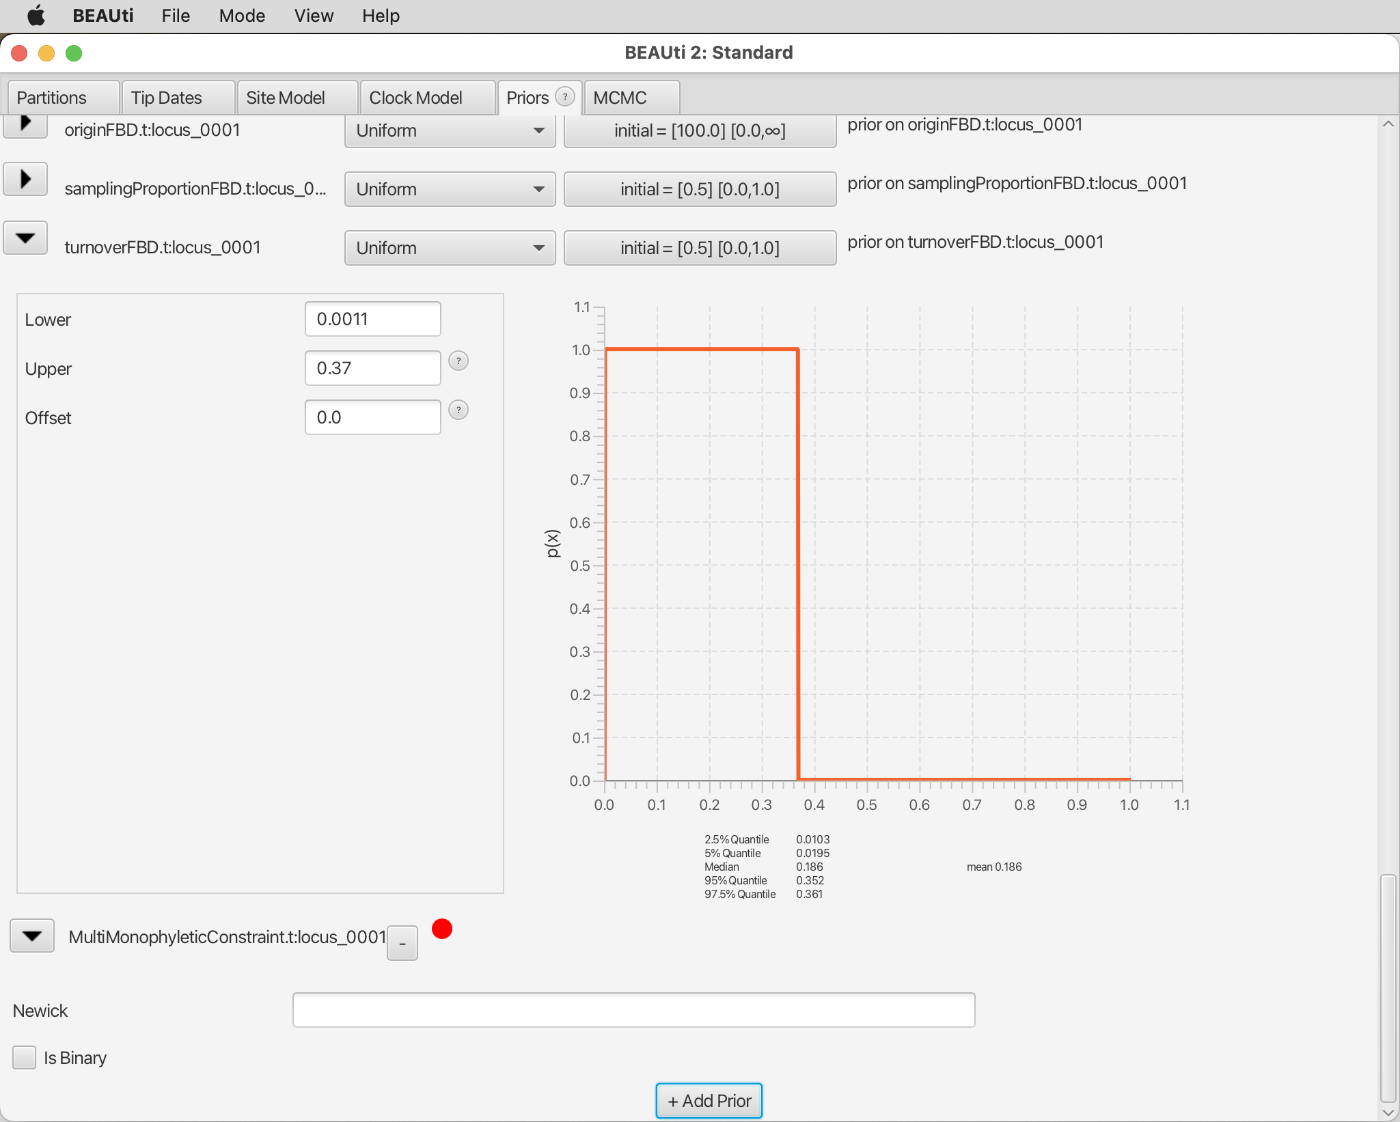 BEAUti File Mode View Help
BEAUti 2: Standard
Partitions Tip Dates Site Model Clock Model Priors ? MCMC
originFBD.t:locus_0001 Uniform initial = [100.0] [0.0,∞] prior on originFBD.t:locus_0001
samplingProportionFBD.t:locus_0... Uniform initial = [0.5] [0.0,1.0] prior on samplingProportionFBD.t:locus_0001
turnoverFBD.t:locus_0001 Uniform initial = [0.5] [0.0,1.0] prior on turnoverFBD.t:locus_0001
Lower 0.0011
Upper 0.37 ?
Offset 0.0 ?
1.1
1.0
0.9
0.8
0.7
0.6
0.5
0.4
0.3
0.2
0.1
0.0
p(x)
0.0 0.1 0.2 0.3 0.4 0.5 0.6 0.7 0.8 0.9 1.0 1.1
2.5% Quantile 0.0103
5% Quantile 0.0195
Median 0.186 mean 0.186
95% Quantile 0.352
97.5% Quantile 0.361
MultiMonophyleticConstraint.t:locus_0001 -
Newick
Is Binary
+ Add Prior